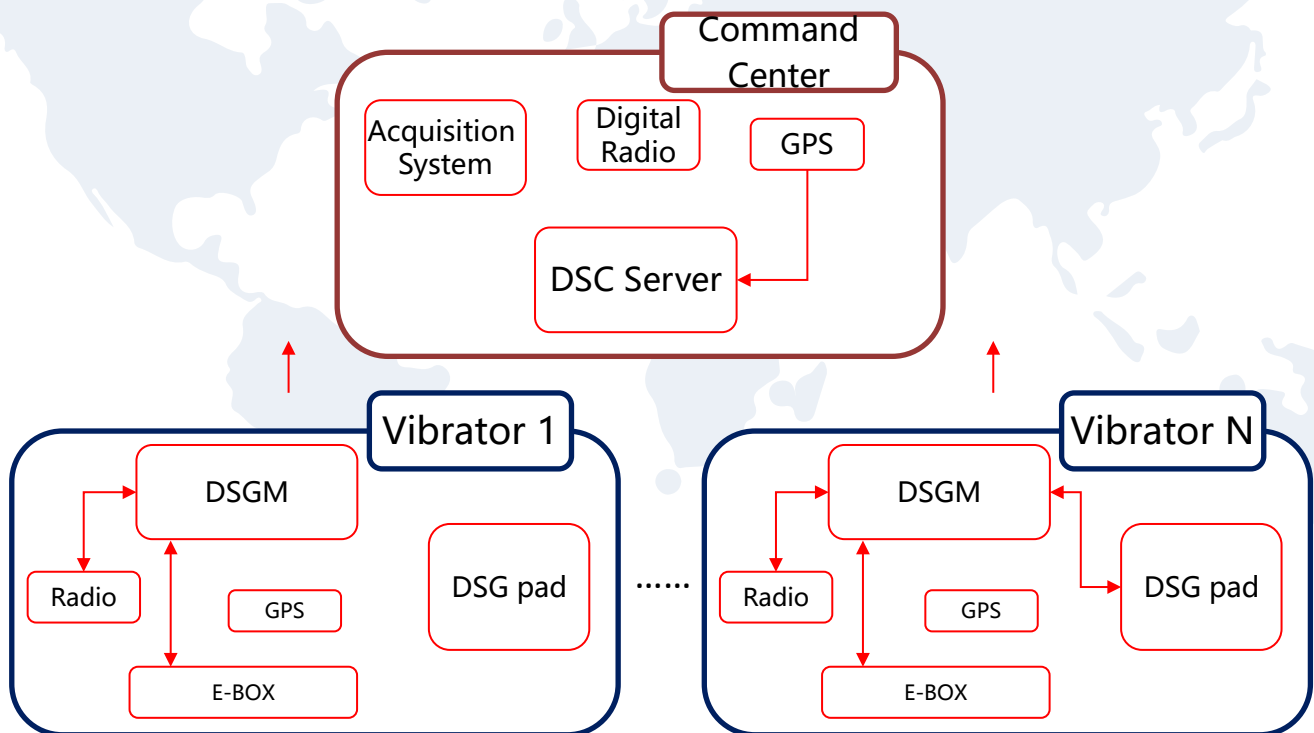 Command
Center
Acquisition
System
Digital
Radio
GPS
DSC Server
Vibrator 1
DSGM
Radio
GPS
DSG pad
E-BOX
......
Vibrator N
DSGM
Radio
GPS
DSG pad
E-BOX